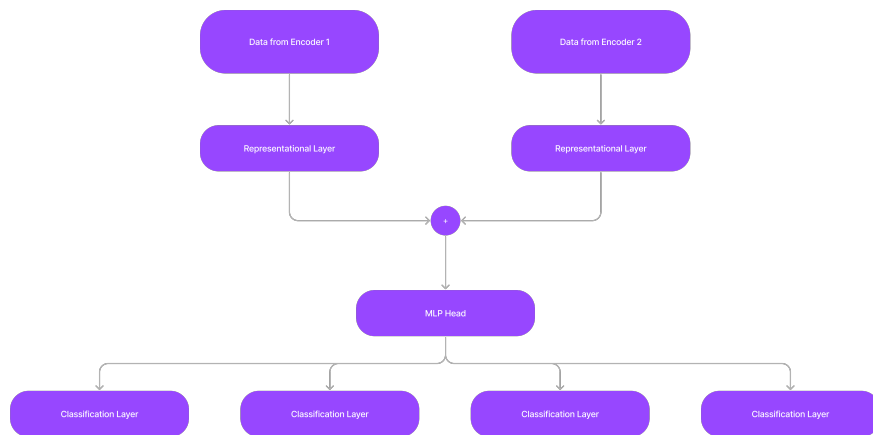 Data from Encoder 1
Data from Encoder 2
Representational Layer
Representational Layer
+
MLP Head
Classification Layer
Classification Layer
Classification Layer
Classification Layer